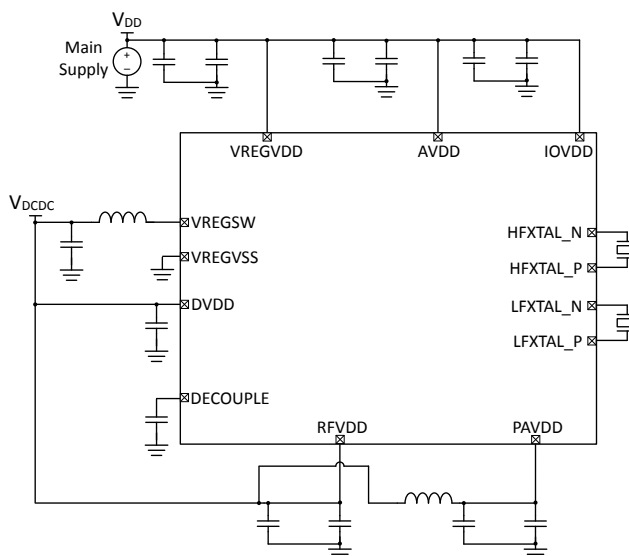 VDD
Main
Supply
+
−
VREGVDD
AVDD
IOVDD
VDCDC
VREGSW
HFXTAL_N
VREGVSS
HFXTAL_P
DVDD
LFXTAL_N
LFXTAL_P
DECOUPLE
RFVDD
PAVDD